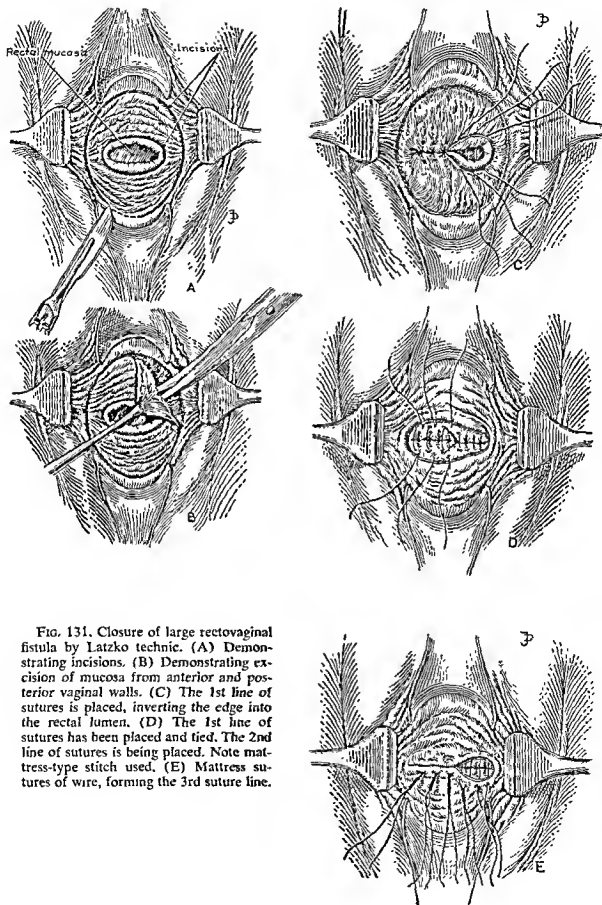 Rectal mucosa
Incisions
A
C
B
D
FIG. 131. Closure of large rectovaginal
fistula by Latzko technic. (A) Demon-
strating incisions. (B) Demonstrating ex-
cision of mucosa from anterior and pos-
terior vaginal walls. (C) The 1st line of
sutures is placed, inverting the edge into
the rectal lumen. (D) The 1st line of
sutures has been placed and tied. The 2nd
line of sutures is being placed. Note mat-
tress-type stitch used. (E) Mattress su-
tures of wire, forming the 3rd suture line.
E